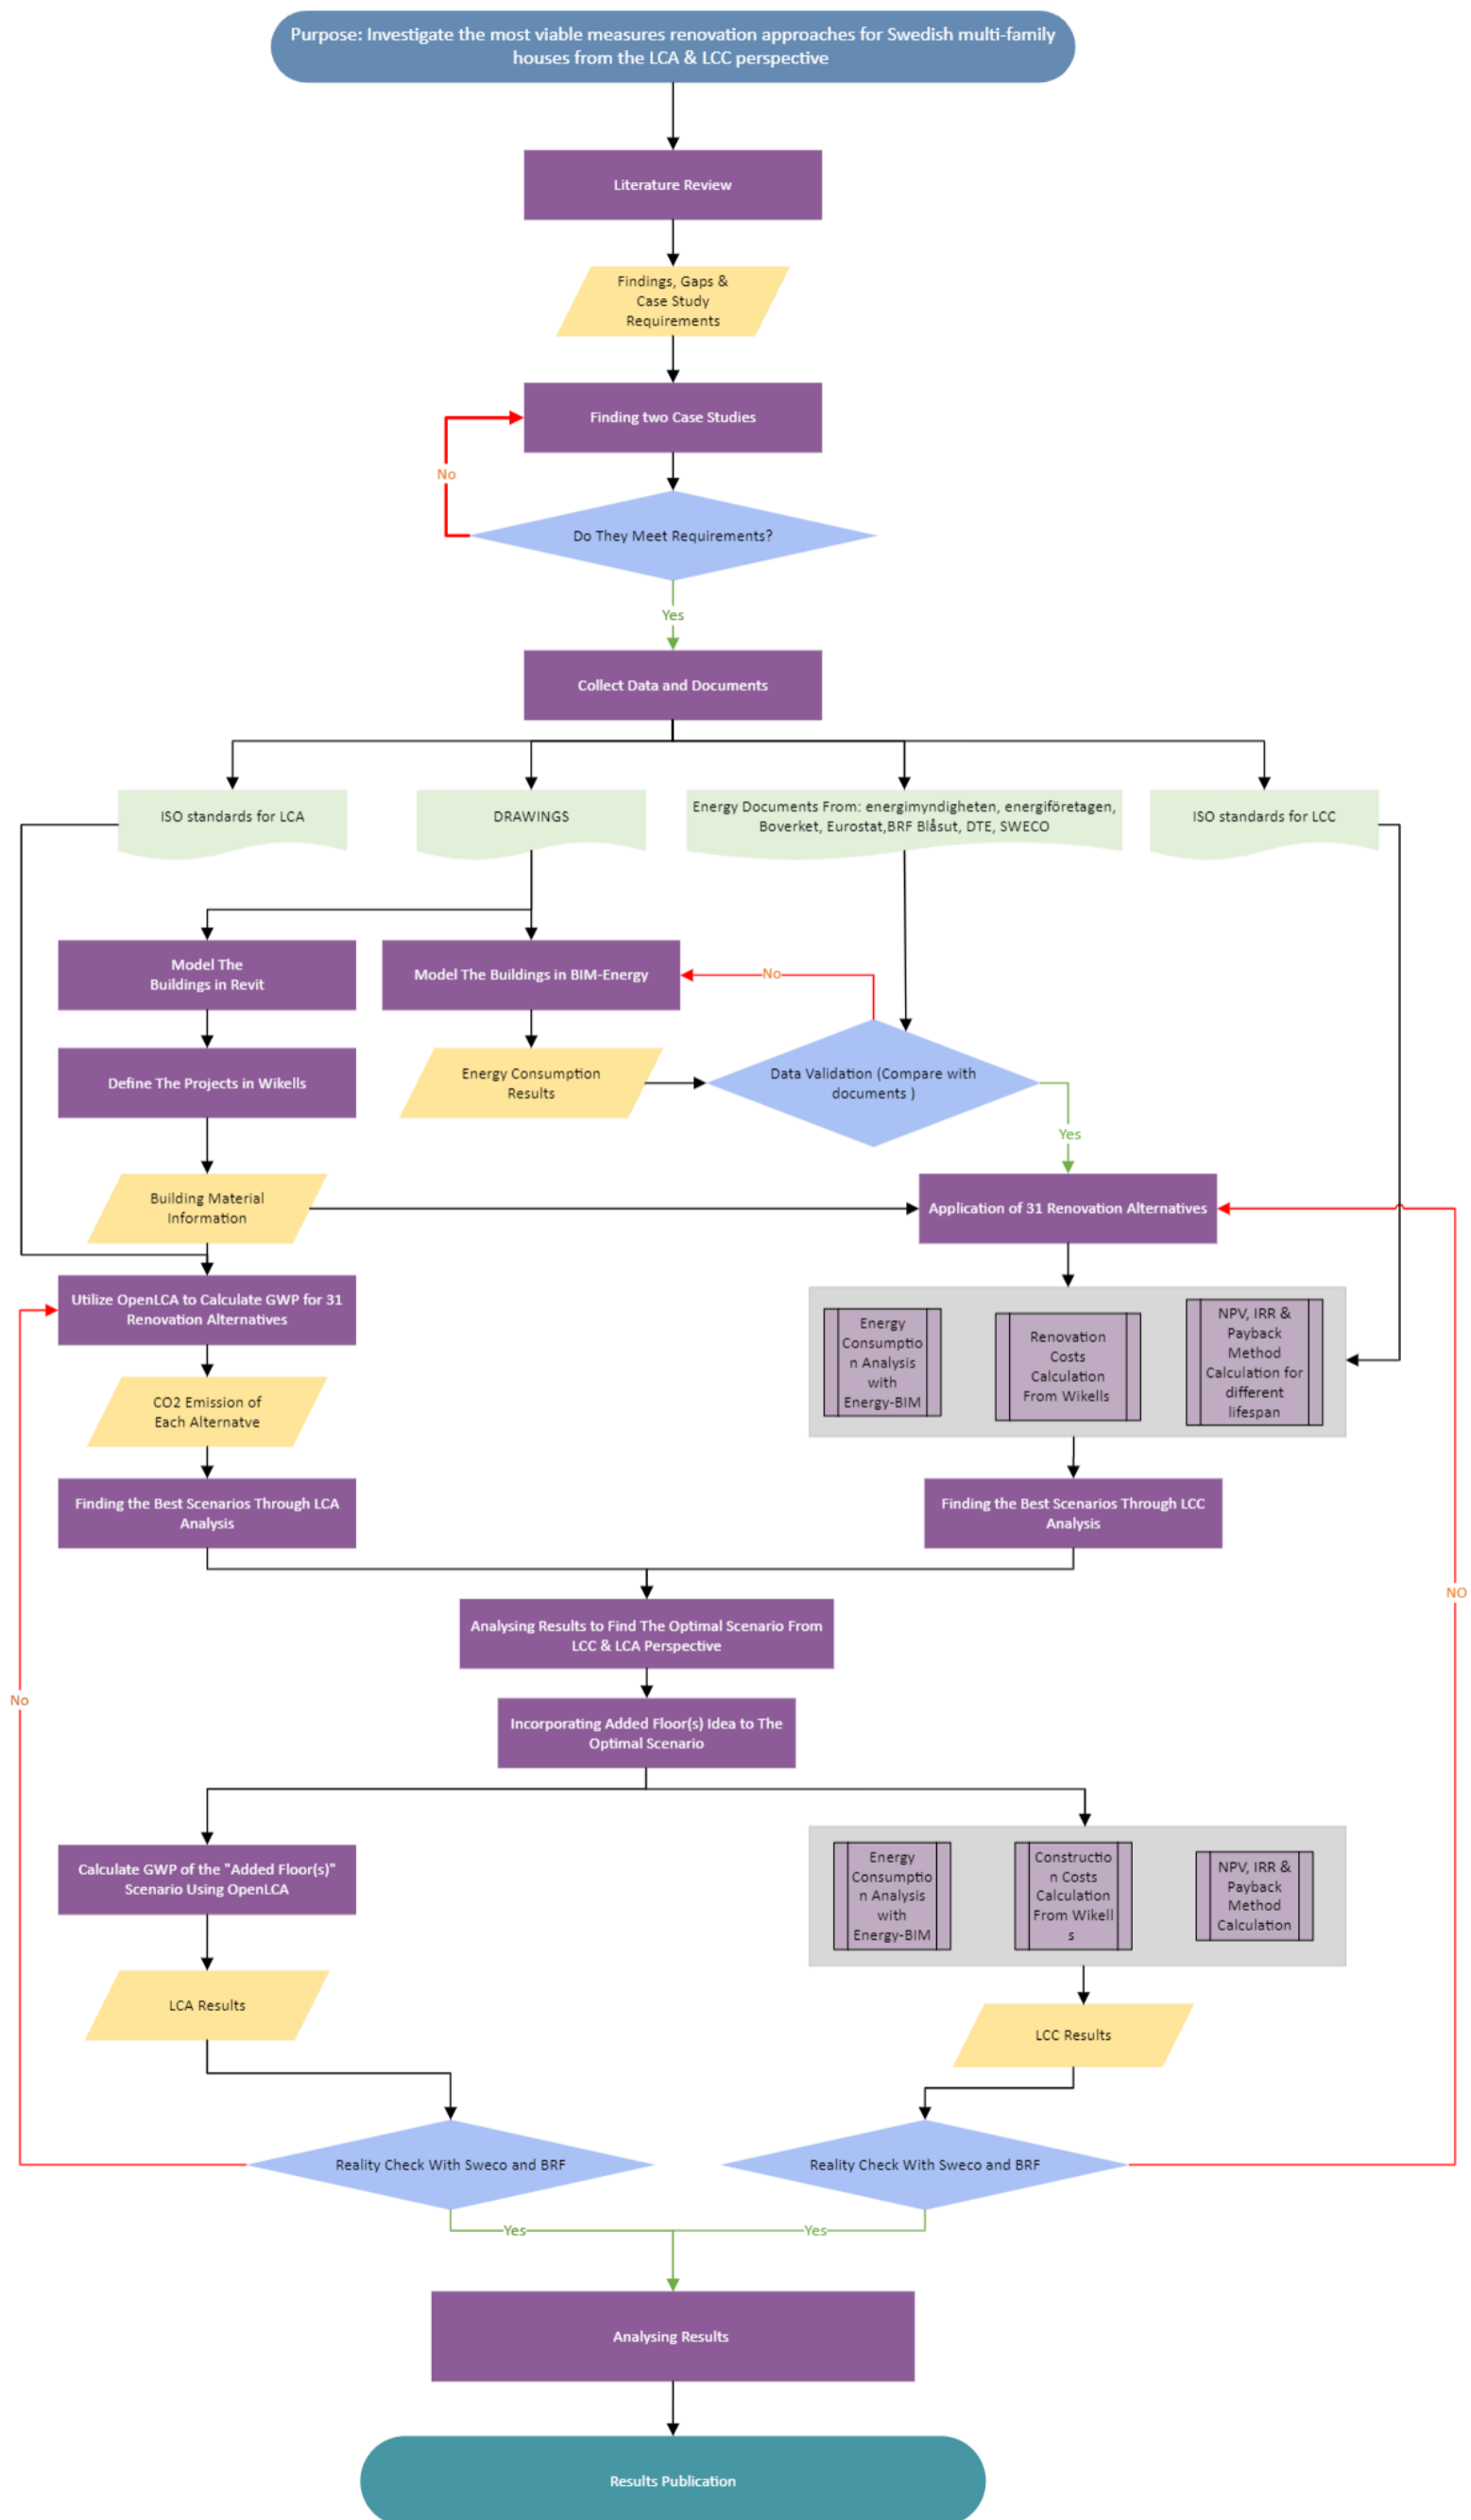 Purpose: Investigate the most viable measures renovation approaches for Swedish multi-family
houses from the LCA & LCC perspective
Literature Review
Findings, Gaps &
Case Study
Requirements
Finding two Case Studies
No
Do They Meet Requirements?
Yes
Collect Data and Documents
ISO standards for LCA
DRAWINGS
Energy Documents From: energimyndigheten, energiföretagen,
Boverket, Eurostat,BRF Blåsut, DTE, SWECO
ISO standards for LCC
Model The
Buildings in Revit
Model The Buildings in BIM-Energy
No
Define The Projects in Wikells
Energy Consumption
Results
Data Validation (Compare with
documents )
Yes
Building Material
Information
Application of 31 Renovation Alternatives
Utilize OpenLCA to Calculate GWP for 31
Renovation Alternatives
Energy
Consumptio
n Analysis
with
Energy-BIM
Renovation
Costs
Calculation
From Wikells
NPV, IRR &
Payback
Method
Calculation for
different
lifespan
CO2 Emission of
Each Alternatve
Finding the Best Scenarios Through LCA
Analysis
Finding the Best Scenarios Through LCC
Analysis
NO
Analysing Results to Find The Optimal Scenario From
LCC & LCA Perspective
No
Incorporating Added Floor(s) Idea to The
Optimal Scenario
Calculate GWP of the "Added Floor(s)"
Scenario Using OpenLCA
Energy
Consumptio
n Analysis
with
Energy-BIM
Constructio
n Costs
Calculation
From Wikell
s
NPV, IRR &
Payback
Method
Calculation
LCA Results
LCC Results
Reality Check With Sweco and BRF
Reality Check With Sweco and BRF
Yes
Yes
Analysing Results
Results Publication